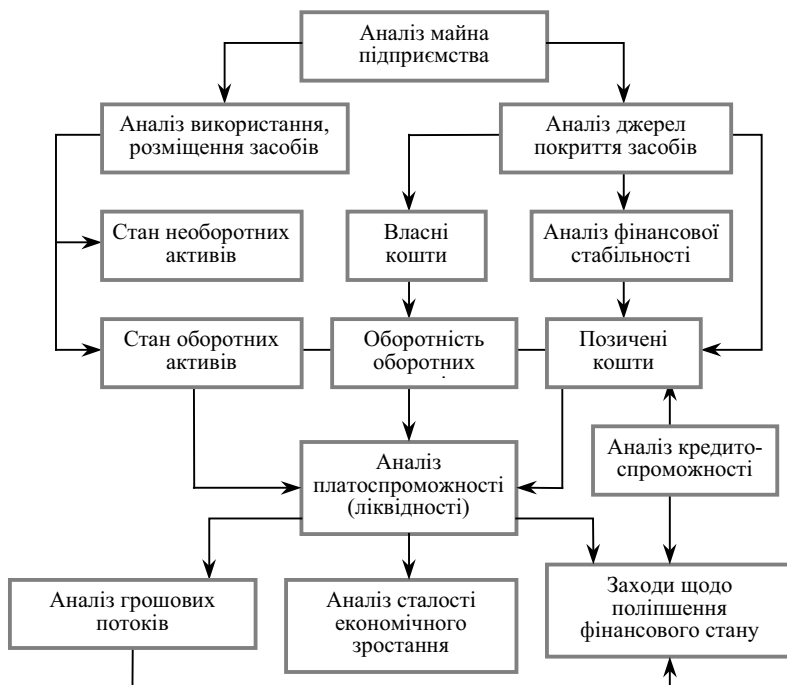 Аналіз майна
підприємства
Аналіз використання,
розміщення засобів
Аналіз джерел
покриття засобів
Стан необоротних
активів
Власні
кошти
Аналіз фінансової
стабільності
Стан оборотних
активів
Оборотність
оборотних
Позичені
кошти
Аналіз
платоспроможності
(ліквідності)
Аналіз кредито-
спроможності
Аналіз грошових
потоків
Аналіз сталості
економічного
зростання
Заходи щодо
поліпшення
фінансового стану